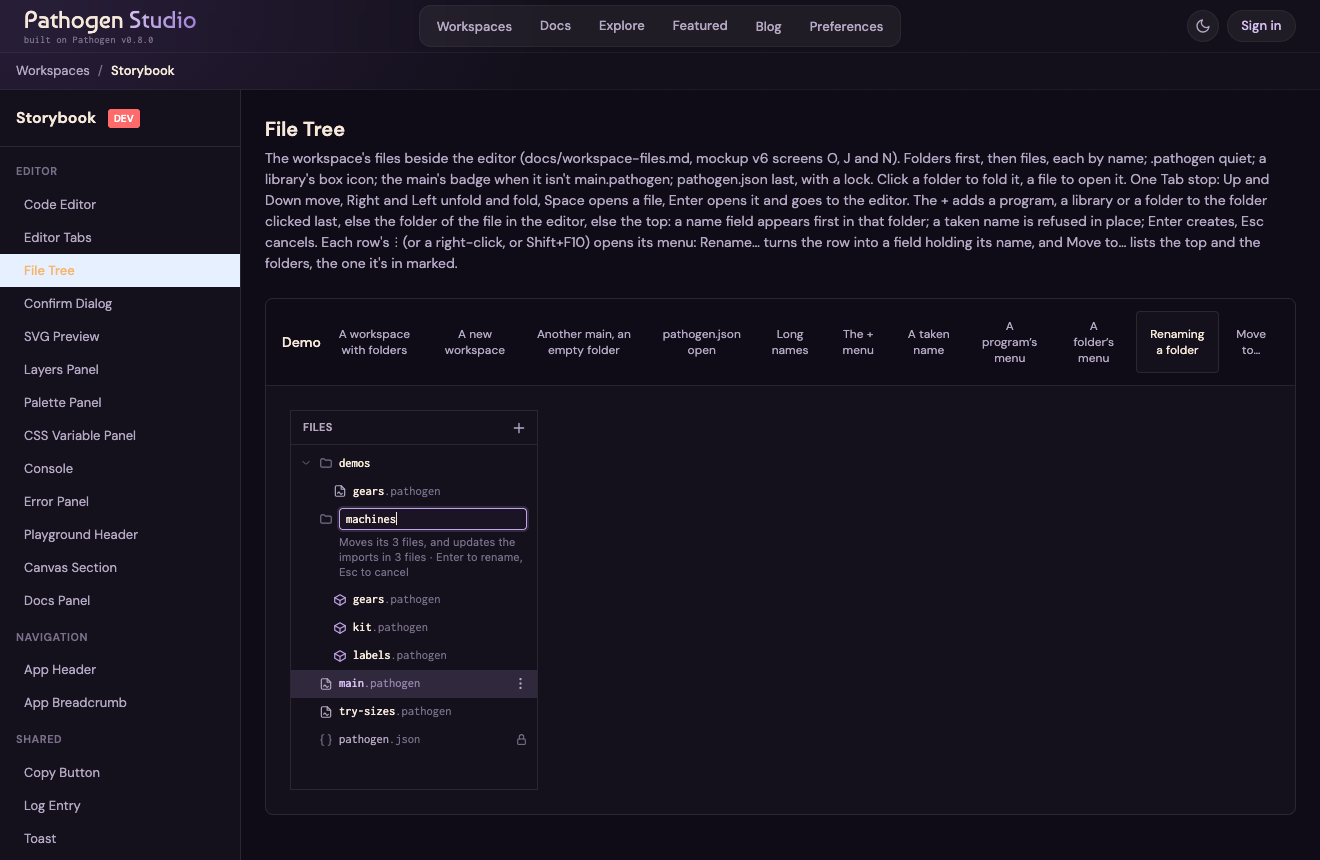 Pathogen Studio
built on Pathogen v0.8.0
Workspaces
Docs
Explore
Featured
Blog
Preferences
Sign in
Workspaces / Storybook
Storybook DEV
EDITOR
Code Editor
Editor Tabs
File Tree
Confirm Dialog
SVG Preview
Layers Panel
Palette Panel
CSS Variable Panel
Console
Error Panel
Playground Header
Canvas Section
Docs Panel
NAVIGATION
App Header
App Breadcrumb
SHARED
Copy Button
Log Entry
Toast
File Tree
The workspace's files beside the editor (docs/workspace-files.md, mockup v6 screens O, J and N). Folders first, then files, each by name; .pathogen quiet; a
library's box icon; the main's badge when it isn't main.pathogen; pathogen.json last, with a lock. Click a folder to fold it, a file to open it. One Tab stop: Up and
Down move, Right and Left unfold and fold, Space opens a file, Enter opens it and goes to the editor. The + adds a program, a library or a folder to the folder
clicked last, else the folder of the file in the editor, else the top: a name field appears first in that folder; a taken name is refused in place; Enter creates, Esc
cancels. Each row's ⋮ (or a right-click, or Shift+F10) opens its menu: Rename… turns the row into a field holding its name, and Move to… lists the top and the
folders, the one it's in marked.
Demo
A workspace
with folders
A new
workspace
Another main, an
empty folder
pathogen.json
open
Long
names
The +
menu
A taken
name
A
program's
menu
A
folder's
menu
Renaming
a folder
Move
to…
FILES
demos
gears.pathogen
machines
Moves its 3 files, and updates the
imports in 3 files · Enter to rename,
Esc to cancel
gears.pathogen
kit.pathogen
labels.pathogen
main.pathogen
try-sizes.pathogen
{} pathogen.json